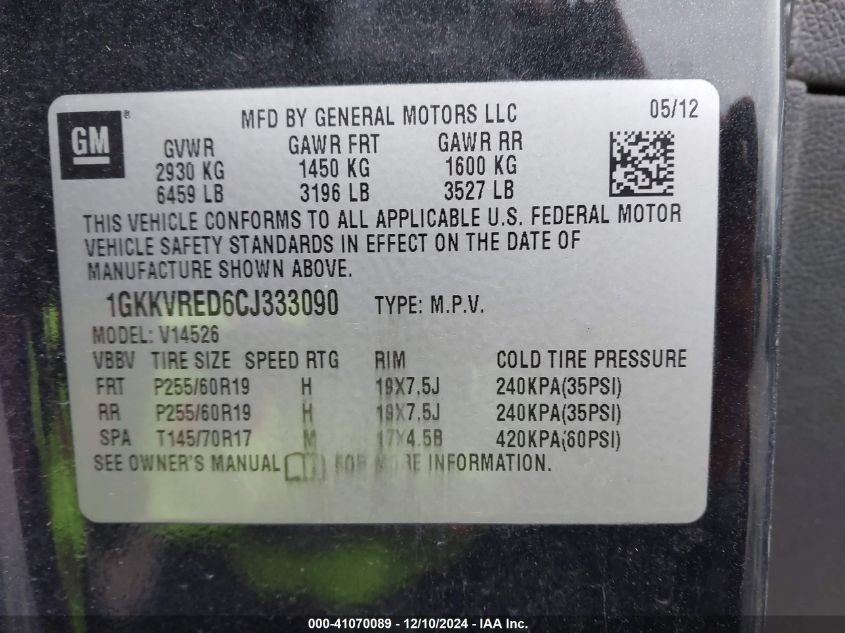 GM ®
MFD BY GENERAL MOTORS LLC 05/12
GVWR GAWR FRT GAWR RR
2930 KG 1450 KG 1600 KG
6459 LB 3196 LB 3527 LB
THIS VEHICLE CONFORMS TO ALL APPLICABLE U.S. FEDERAL MOTOR
VEHICLE SAFETY STANDARDS IN EFFECT ON THE DATE OF
MANUFACTURE SHOWN ABOVE.
1GKKVRED6CJ333090 TYPE: M.P.V.
MODEL: V14526
VBBV TIRE SIZE SPEED RTG RIM COLD TIRE PRESSURE
FRT P255/60R19 H 19X7.5J 240KPA(35PSI)
RR P255/60R19 H 19X7.5J 240KPA(35PSI)
SPA T145/70R17 M 17X4.5B 420KPA(60PSI)
SEE OWNER'S MANUAL FOR MORE INFORMATION.
000-41070089 - 12/10/2024 - IAA Inc.